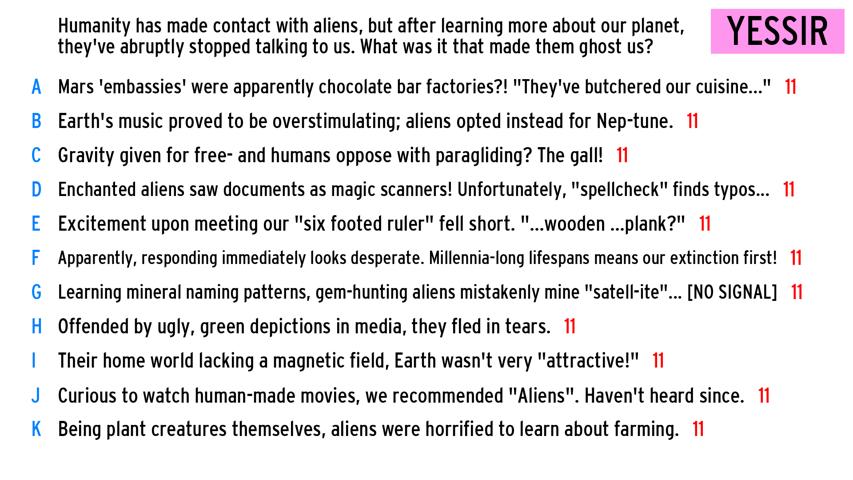 Humanity has made contact with aliens, but after learning more about our planet,
they've abruptly stopped talking to us. What was it that made them ghost us?
YESSIR
A Mars 'embassies' were apparently chocolate bar factories?! "They've butchered our cuisine..." 11
B Earth's music proved to be overstimulating; aliens opted instead for Nep-tune. 11
C Gravity given for free- and humans oppose with paragliding? The gall! 11
D Enchanted aliens saw documents as magic scanners! Unfortunately, "spellcheck" finds typos... 11
E Excitement upon meeting our "six footed ruler" fell short. "...wooden ...plank?" 11
F Apparently, responding immediately looks desperate. Millennia-long lifespans means our extinction first! 11
G Learning mineral naming patterns, gem-hunting aliens mistakenly mine "satell-ite"... [NO SIGNAL] 11
H Offended by ugly, green depictions in media, they fled in tears. 11
I Their home world lacking a magnetic field, Earth wasn't very "attractive!" 11
J Curious to watch human-made movies, we recommended "Aliens". Haven't heard since. 11
K Being plant creatures themselves, aliens were horrified to learn about farming. 11